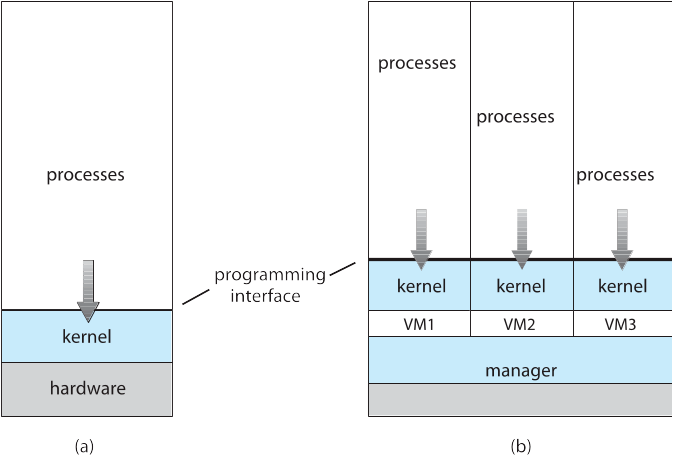 processes
kernel
hardware
(a)
programming
interface
processes
processes
processes
kernel
kernel
kernel
VM1
VM2
VM3
manager
(b)